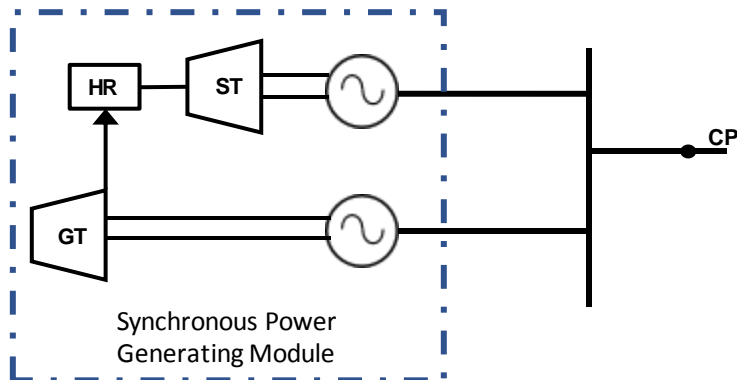 HR
ST
CP
GT
Synchronous Power
Generating Module